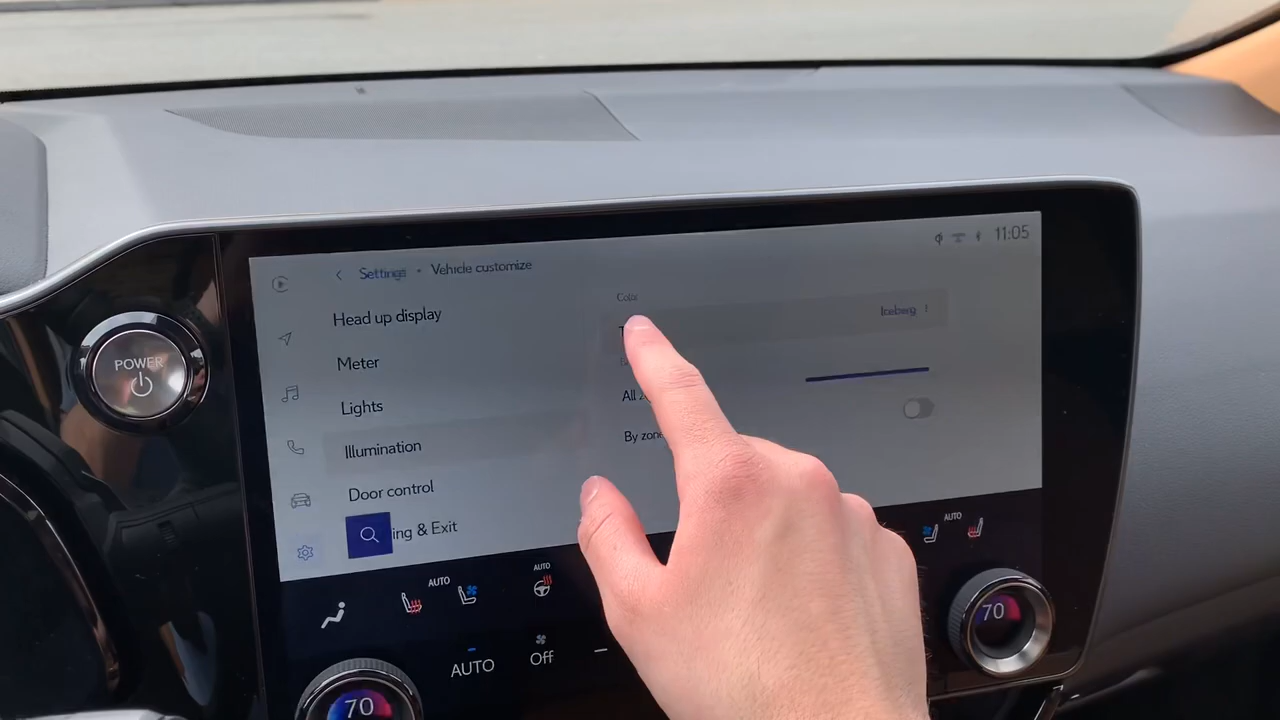 11:05
Settings • Vehicle customize
Color
Head up display
Iceberg
Meter
Lights
All
By zone
Illumination
Door control
ing & Exit
POWER
AUTO
AUTO
AUTO
70
AUTO
Off
70